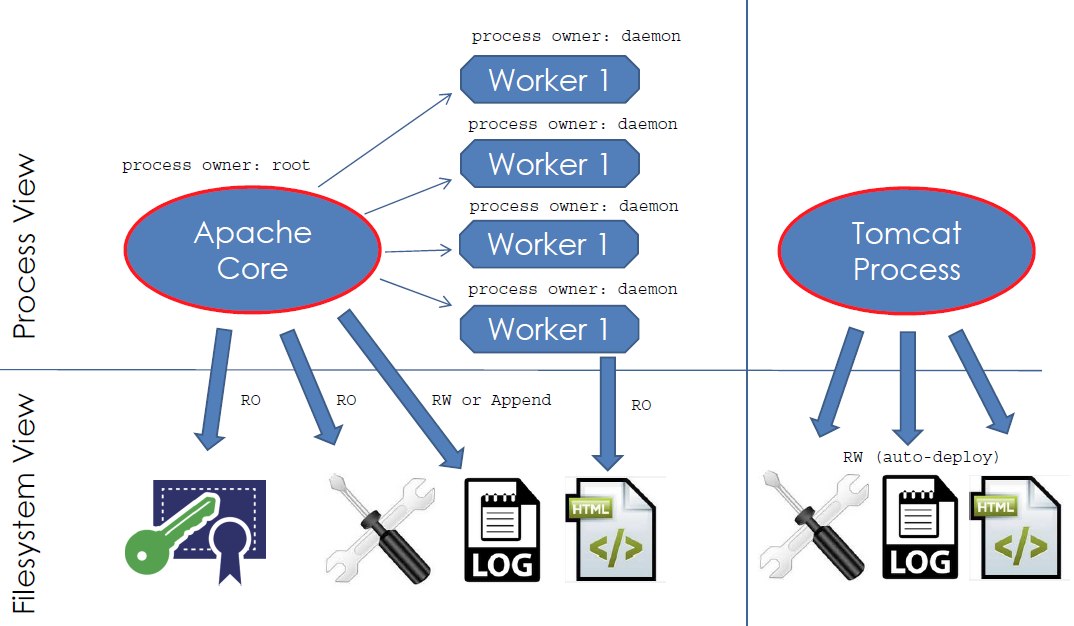 Process View
process owner: root
Apache
Core
process owner: daemon
Worker 1
process owner: daemon
Worker 1
process owner: daemon
Worker 1
process owner: daemon
Worker 1
Tomcat
Process
Filesystem View
RO
RO
RW or Append
RO
RW (auto-deploy)
LOG
HTML
</>
LOG
HTML
</>